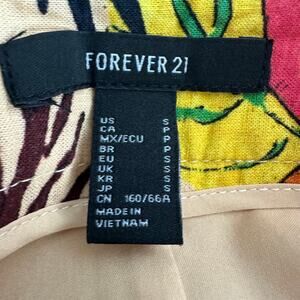 FOREVER 21
US S
CA P
MX/ECU P
BR P
EU S
UK S
KR S
JP S
CN 160/66A
MADE IN
VIETNAM